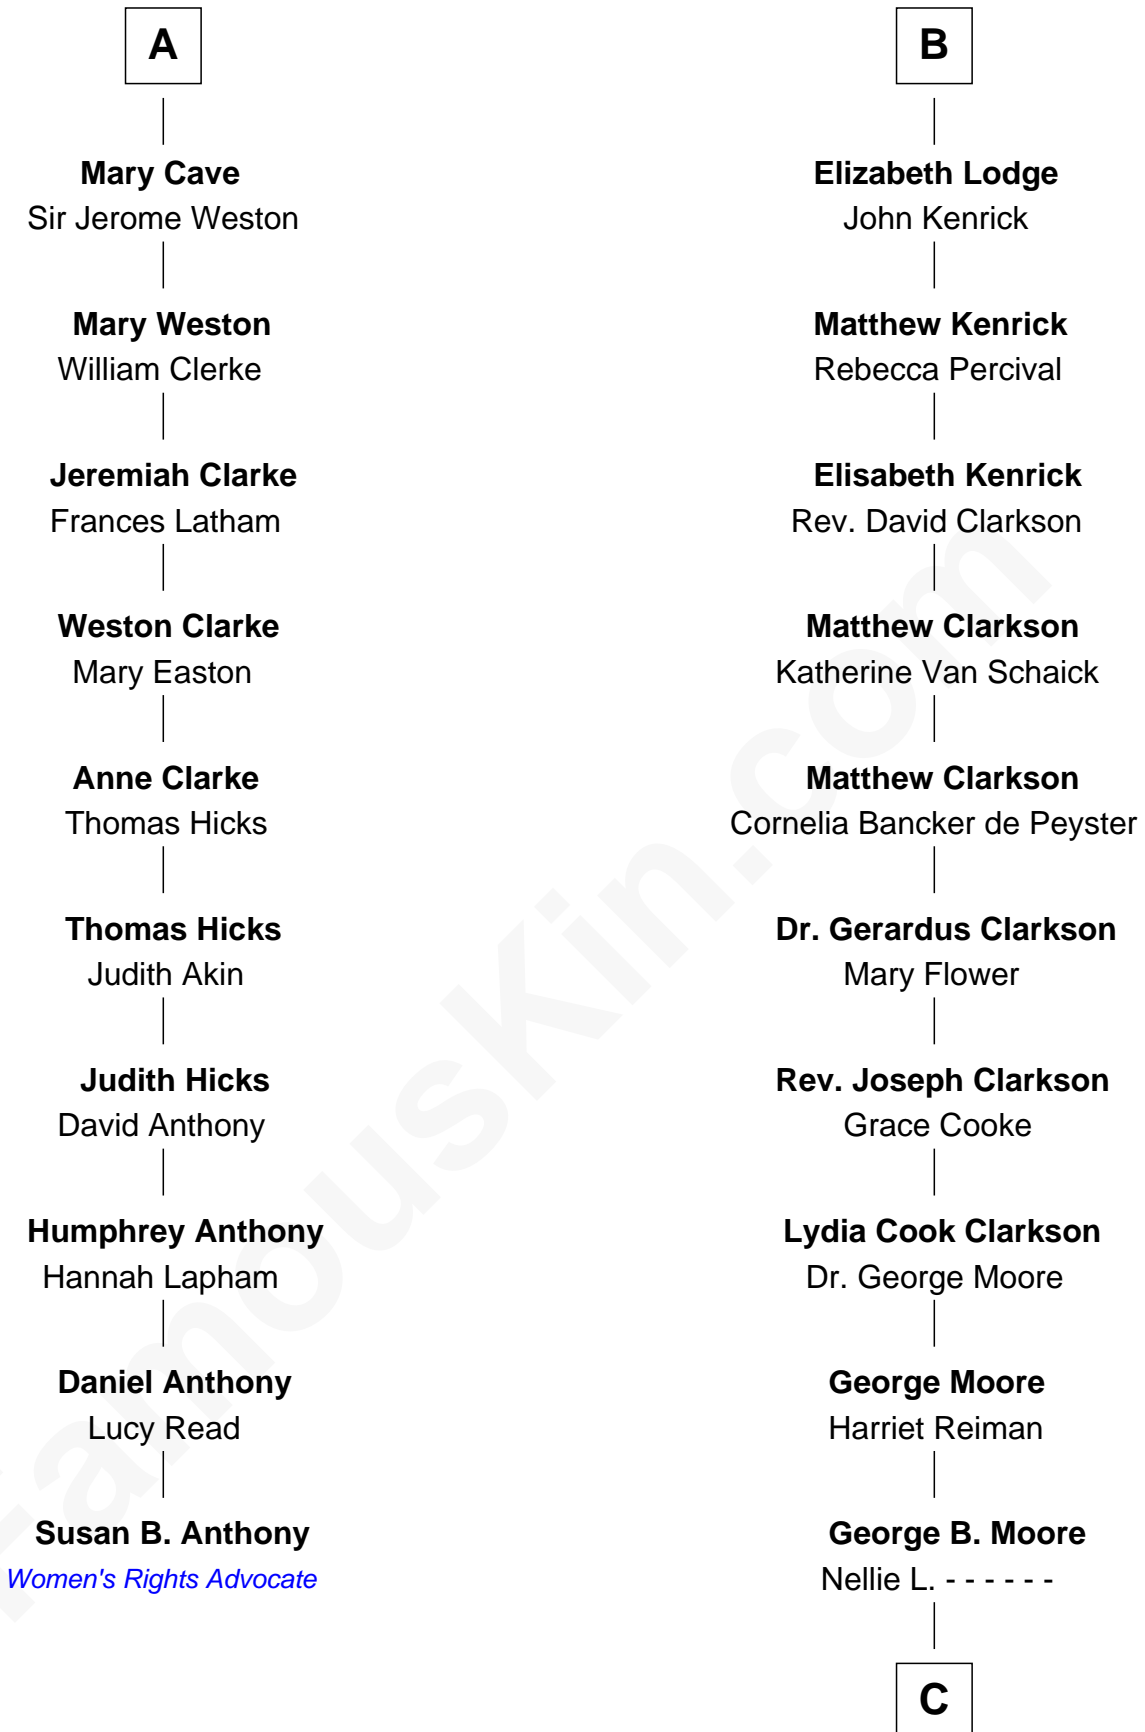 A
Mary Cave
Sir Jerome Weston
Mary Weston
William Clerke
Jeremiah Clarke
Frances Latham
Weston Clarke
Mary Easton
Anne Clarke
Thomas Hicks
Thomas Hicks
Judith Akin
Judith Hicks
David Anthony
Humphrey Anthony
Hannah Lapham
Daniel Anthony
Lucy Read
Susan B. Anthony
Women's Rights Advocate
B
Elizabeth Lodge
John Kenrick
Matthew Kenrick
Rebecca Percival
Elisabeth Kenrick
Rev. David Clarkson
Matthew Clarkson
Katherine Van Schaick
Matthew Clarkson
Cornelia Bancker de Peyster
Dr. Gerardus Clarkson
Mary Flower
Rev. Joseph Clarkson
Grace Cooke
Lydia Cook Clarkson
Dr. George Moore
George Moore
Harriet Reiman
George B. Moore
Nellie L. - - - - - -
C
FamousKin.com